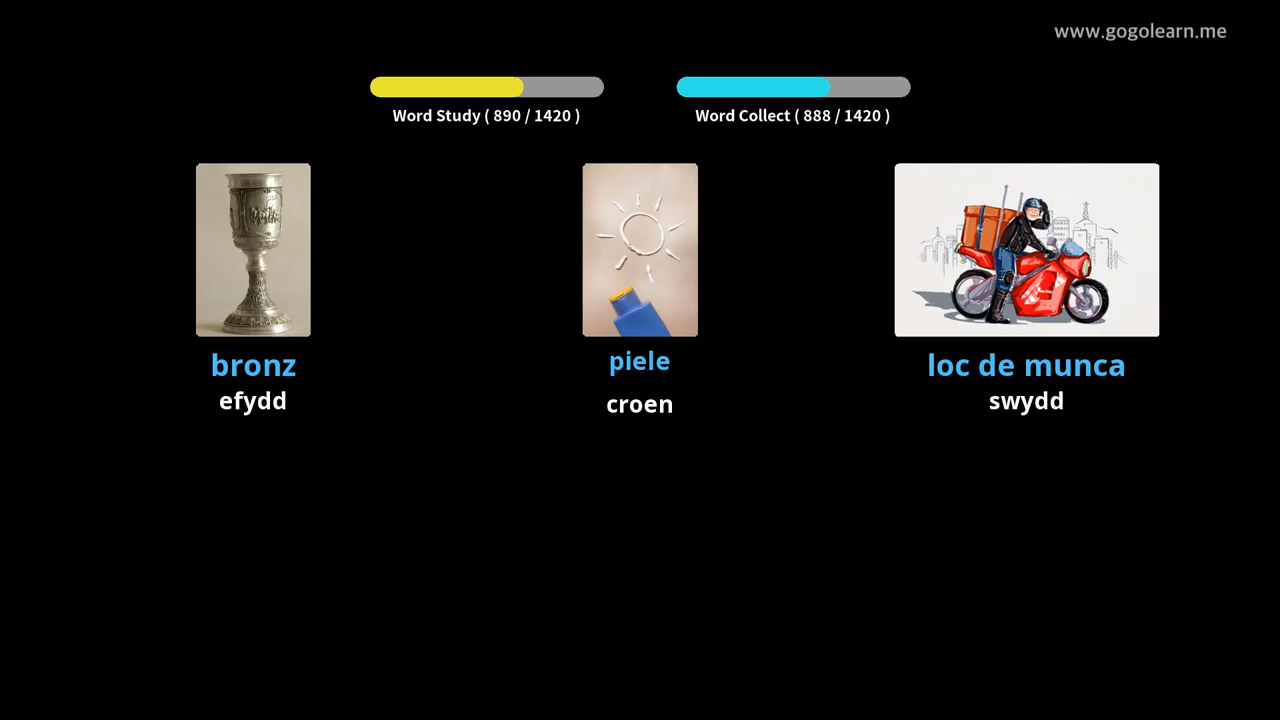 www.gogolearn.me
Word Study ( 890 / 1420 )
Word Collect ( 888 / 1420 )
bronz
efydd
piele
croen
loc de munca
swydd